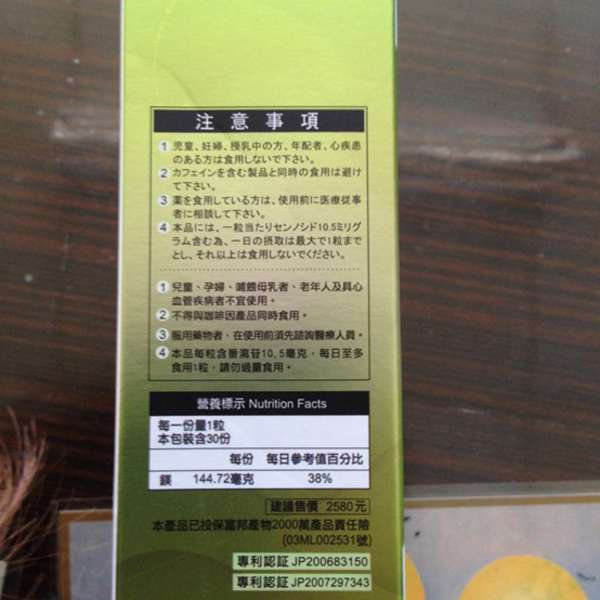 注意事項
1 児童、妊婦、授乳中の方、年配者、心疾患
のある方は食用しないで下さい。
2 カフェインを含む製品と同時の食用は避け
て下さい。
3 薬を食用している方は、使用前に医療従事
者に相談して下さい。
4 本品には、一粒当たりセンノシド10.5ミリグ
ラム含む為、一日の摂取は最大で1粒まで
とし、それ以上は食用しないでください。
1 兒童、孕婦、哺餵母乳者、老年人及具心
血管疾病者不宜使用。
2 不得與咖啡因產品同時食用。
3 服用藥物者，在使用前須先諮詢醫療人員。
4 本品每粒含番瀉苷10.5毫克，每日至多
食用1粒，請勿過量食用。
營養標示 Nutrition Facts
每一份量1粒
本包裝含30份
每份 每日參考值百分比
鎂 144.72毫克 38%
建議售價 2580元
本產品已投保富邦產物2000萬產品責任險
(03ML002531號)
專利認証 JP200683150
專利認証 JP2007297343